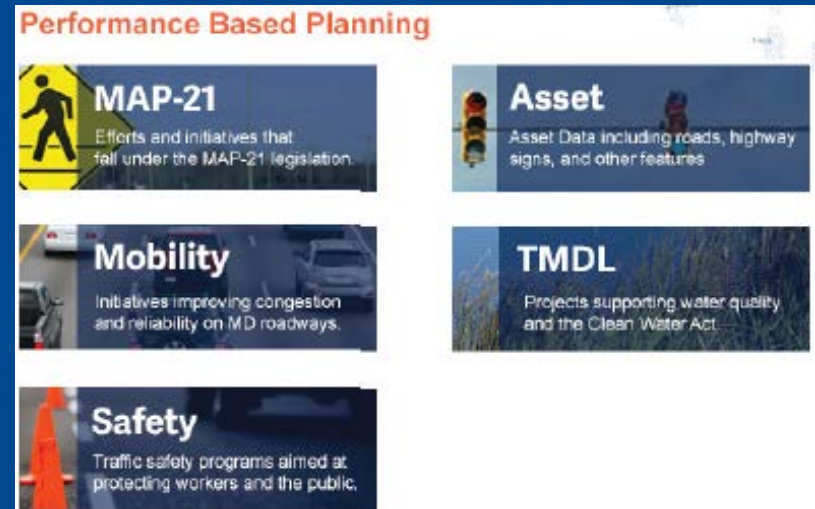 Performance Based Planning
MAP-21
Efforts and initiatives that
fall under the MAP-21 legislation.
Asset
Asset Data including roads, highway
signs, and other features
Mobility
Initiatives improving congestion
and reliability on MD roadways.
TMDL
Projects supporting water quality
and the Clean Water Act
Safety
Traffic safety programs aimed at
protecting workers and the public.